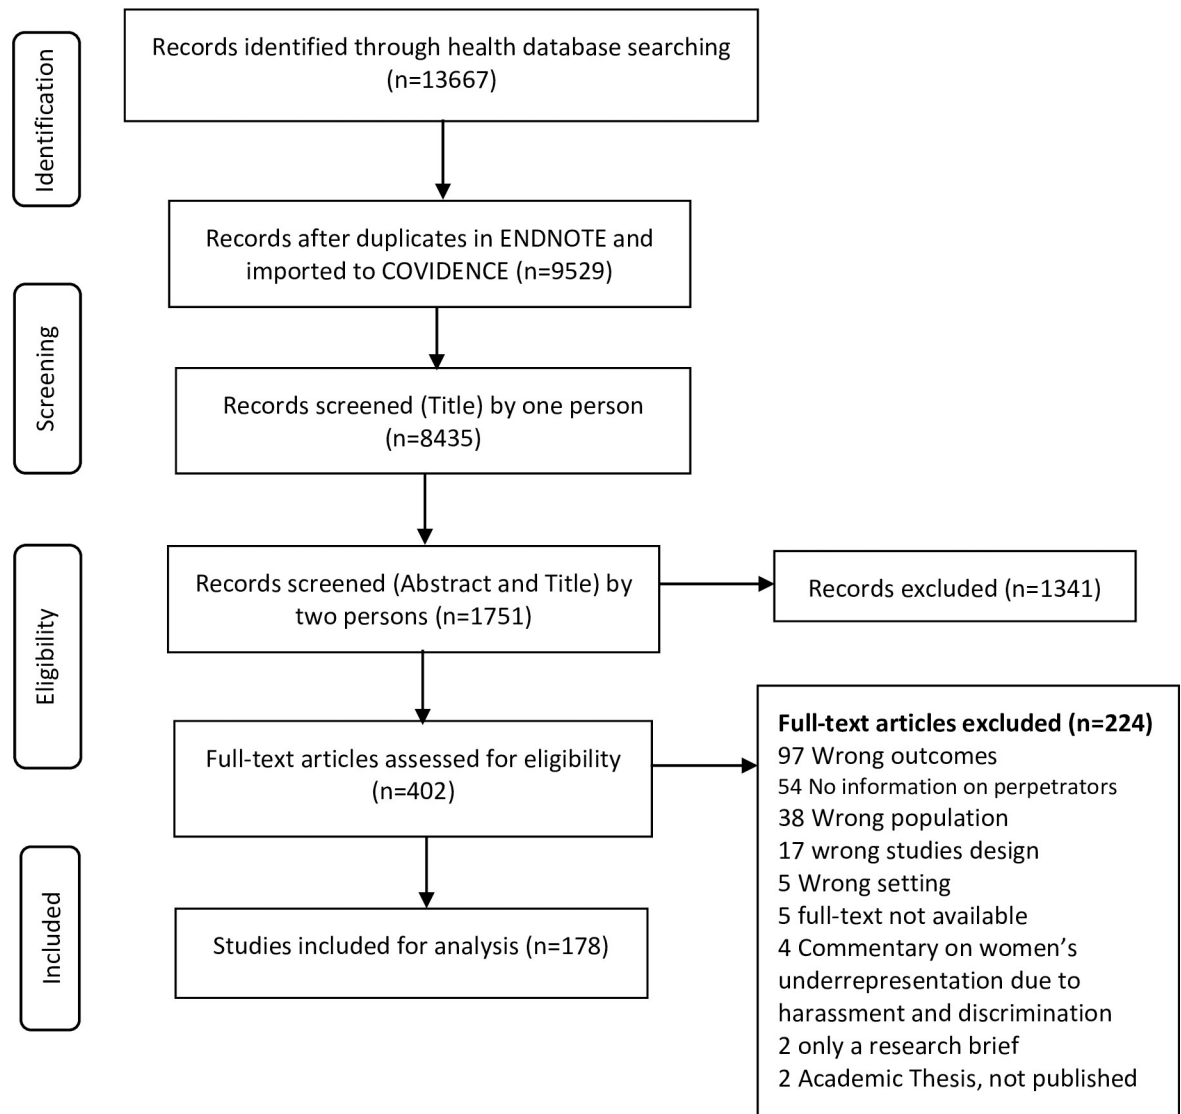 Identification
Records identified through health database searching
(n=13667)
Records after duplicates in ENDNOTE and
imported to COVIDENCE (n=9529)
Screening
Records screened (Title) by one person
(n=8435)
Eligibility
Records screened (Abstract and Title) by
two persons (n=1751)
Records excluded (n=1341)
Full-text articles assessed for eligibility
(n=402)
Full-text articles excluded (n=224)
97 Wrong outcomes
54 No information on perpetrators
38 Wrong population
17 wrong studies design
5 Wrong setting
5 full-text not available
4 Commentary on women’s
underrepresentation due to
harassment and discrimination
2 only a research brief
2 Academic Thesis, not published
Included
Studies included for analysis (n=178)